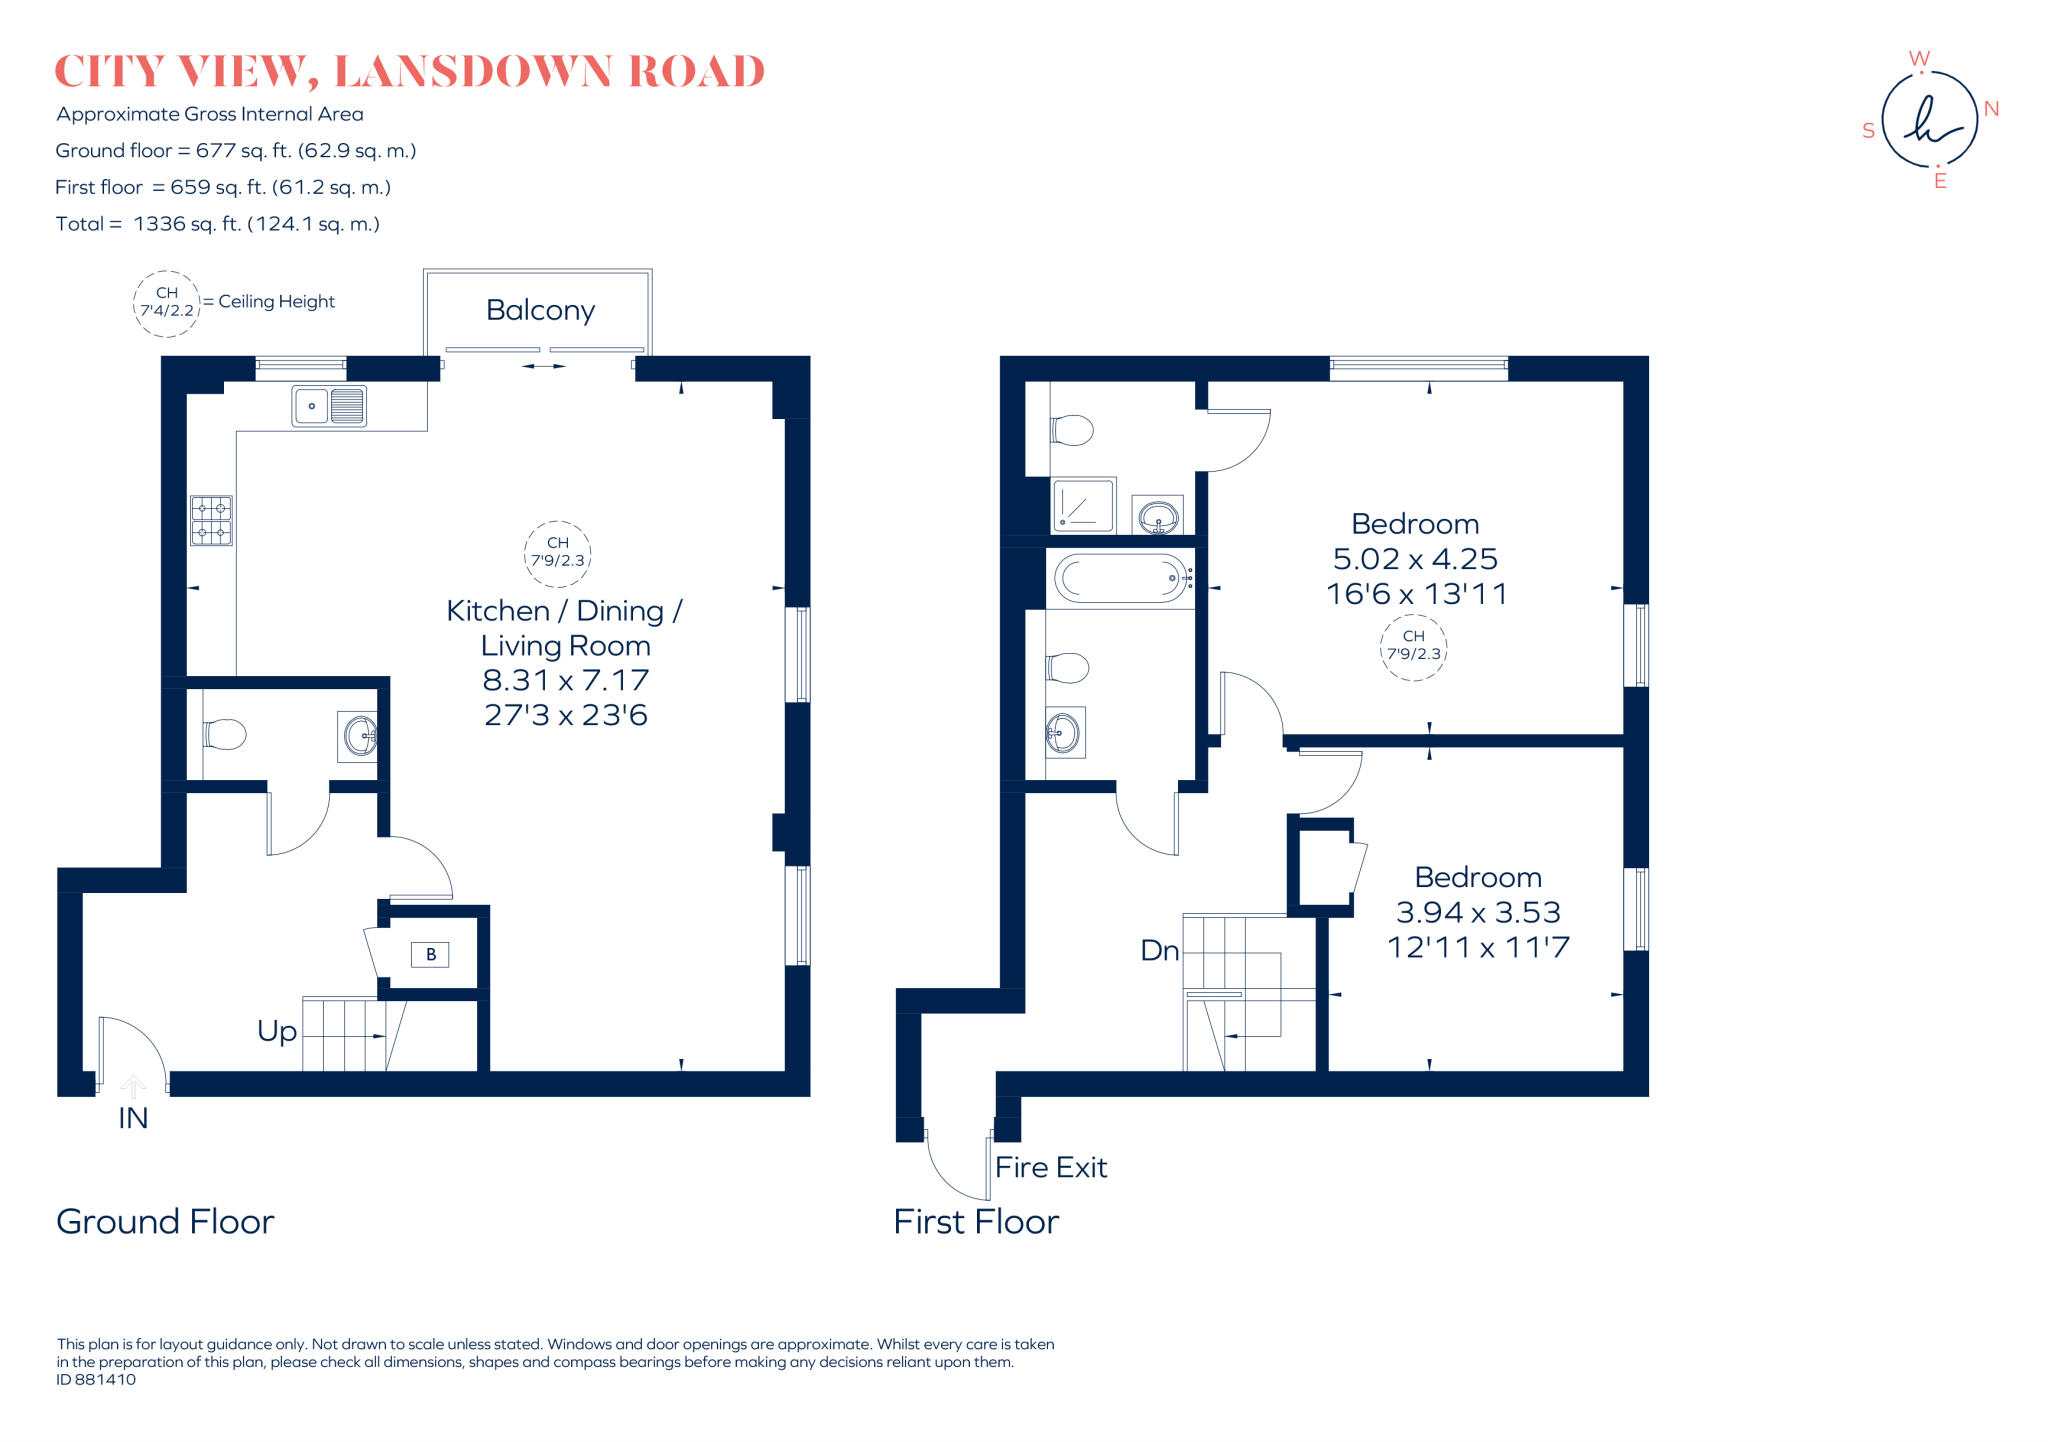 CITY VIEW, LANSDOWN ROAD
Approximate Gross Internal Area
Ground floor = 677 sq. ft. (62.9 sq. m.)
First floor = 659 sq. ft. (61.2 sq. m.)
Total = 1336 sq. ft. (124.1 sq. m.)
W
N
S
E
CH
7'4/2.2
= Ceiling Height
Balcony
CH
7'9/2.3
Kitchen / Dining /
Living Room
8.31 x 7.17
27'3 x 23'6
B
Up
IN
Ground Floor
Bedroom
5.02 x 4.25
16'6 x 13'11
CH
7'9/2.3
Bedroom
3.94 x 3.53
12'11 x 11'7
Dn
Fire Exit
First Floor
This plan is for layout guidance only. Not drawn to scale unless stated. Windows and door openings are approximate. Whilst every care is taken
in the preparation of this plan, please check all dimensions, shapes and compass bearings before making any decisions reliant upon them.
ID 881410